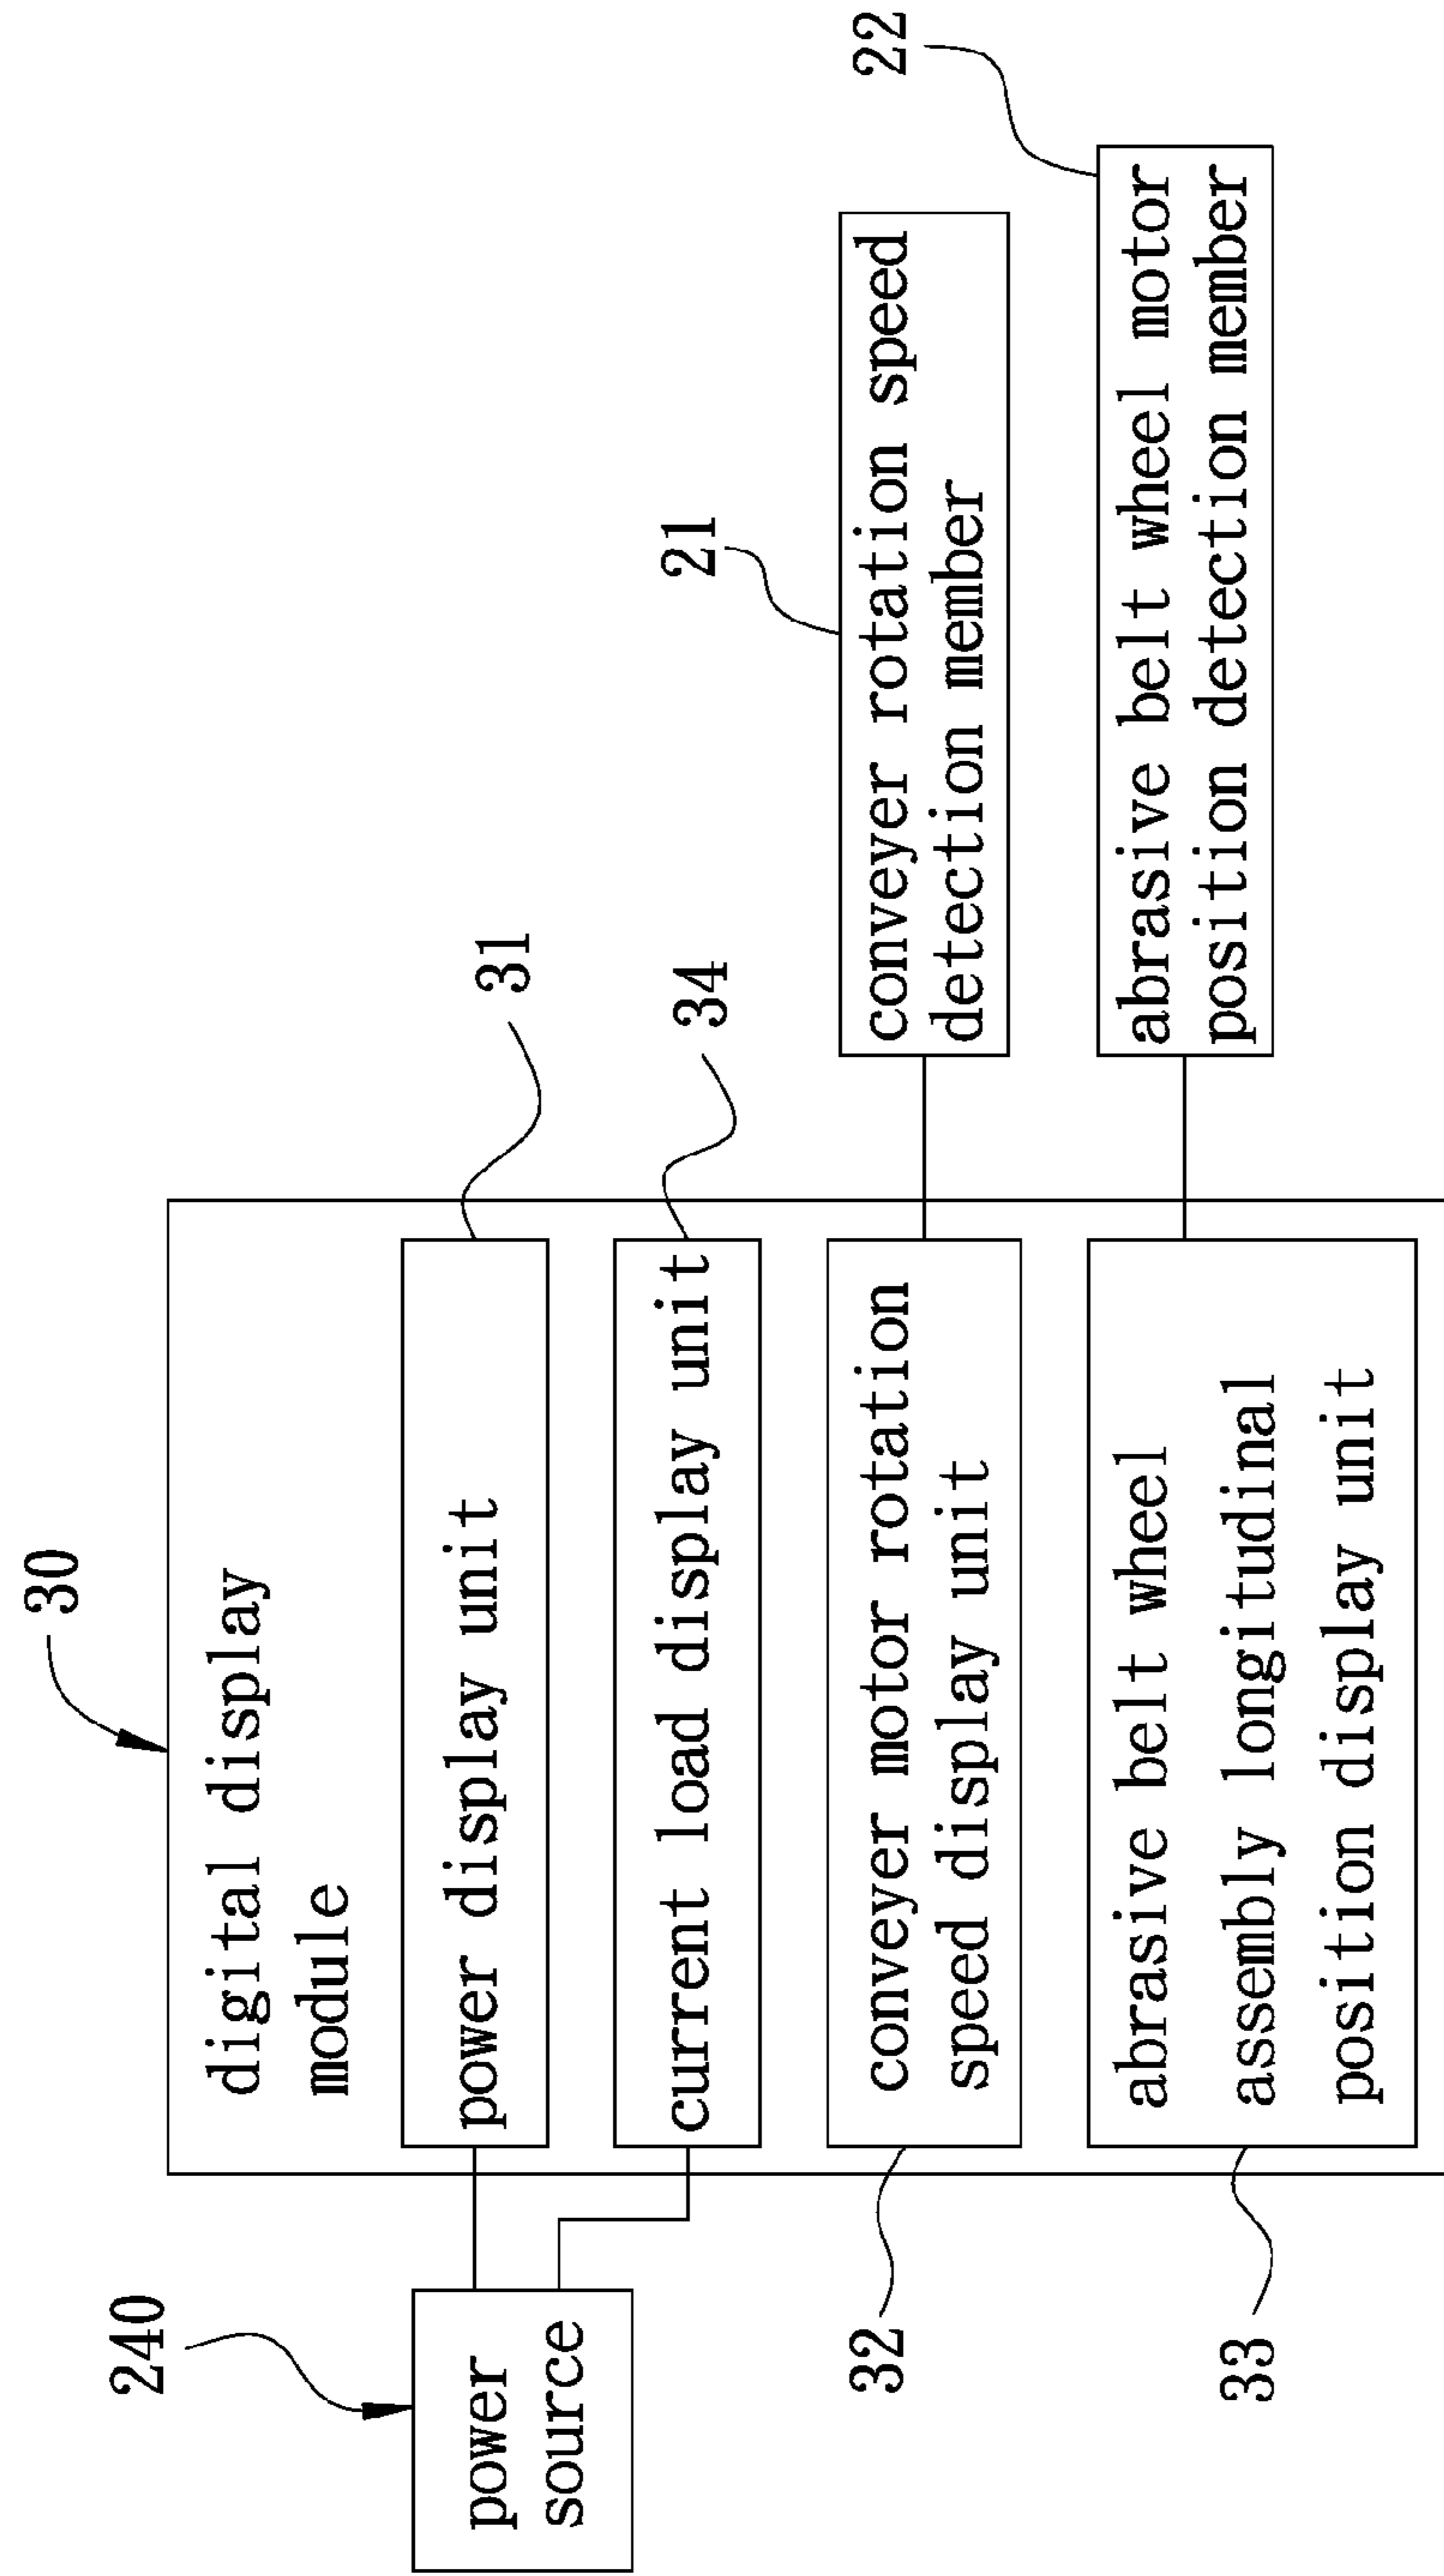 30
digital display
module
240
power
source
power display unit
31
current load display unit
34
conveyer motor rotation
speed display unit
32
21
conveyer rotation speed
detection member
abrasive belt wheel
assembly longitudinal
position display unit
33
22
abrasive belt wheel motor
position detection member